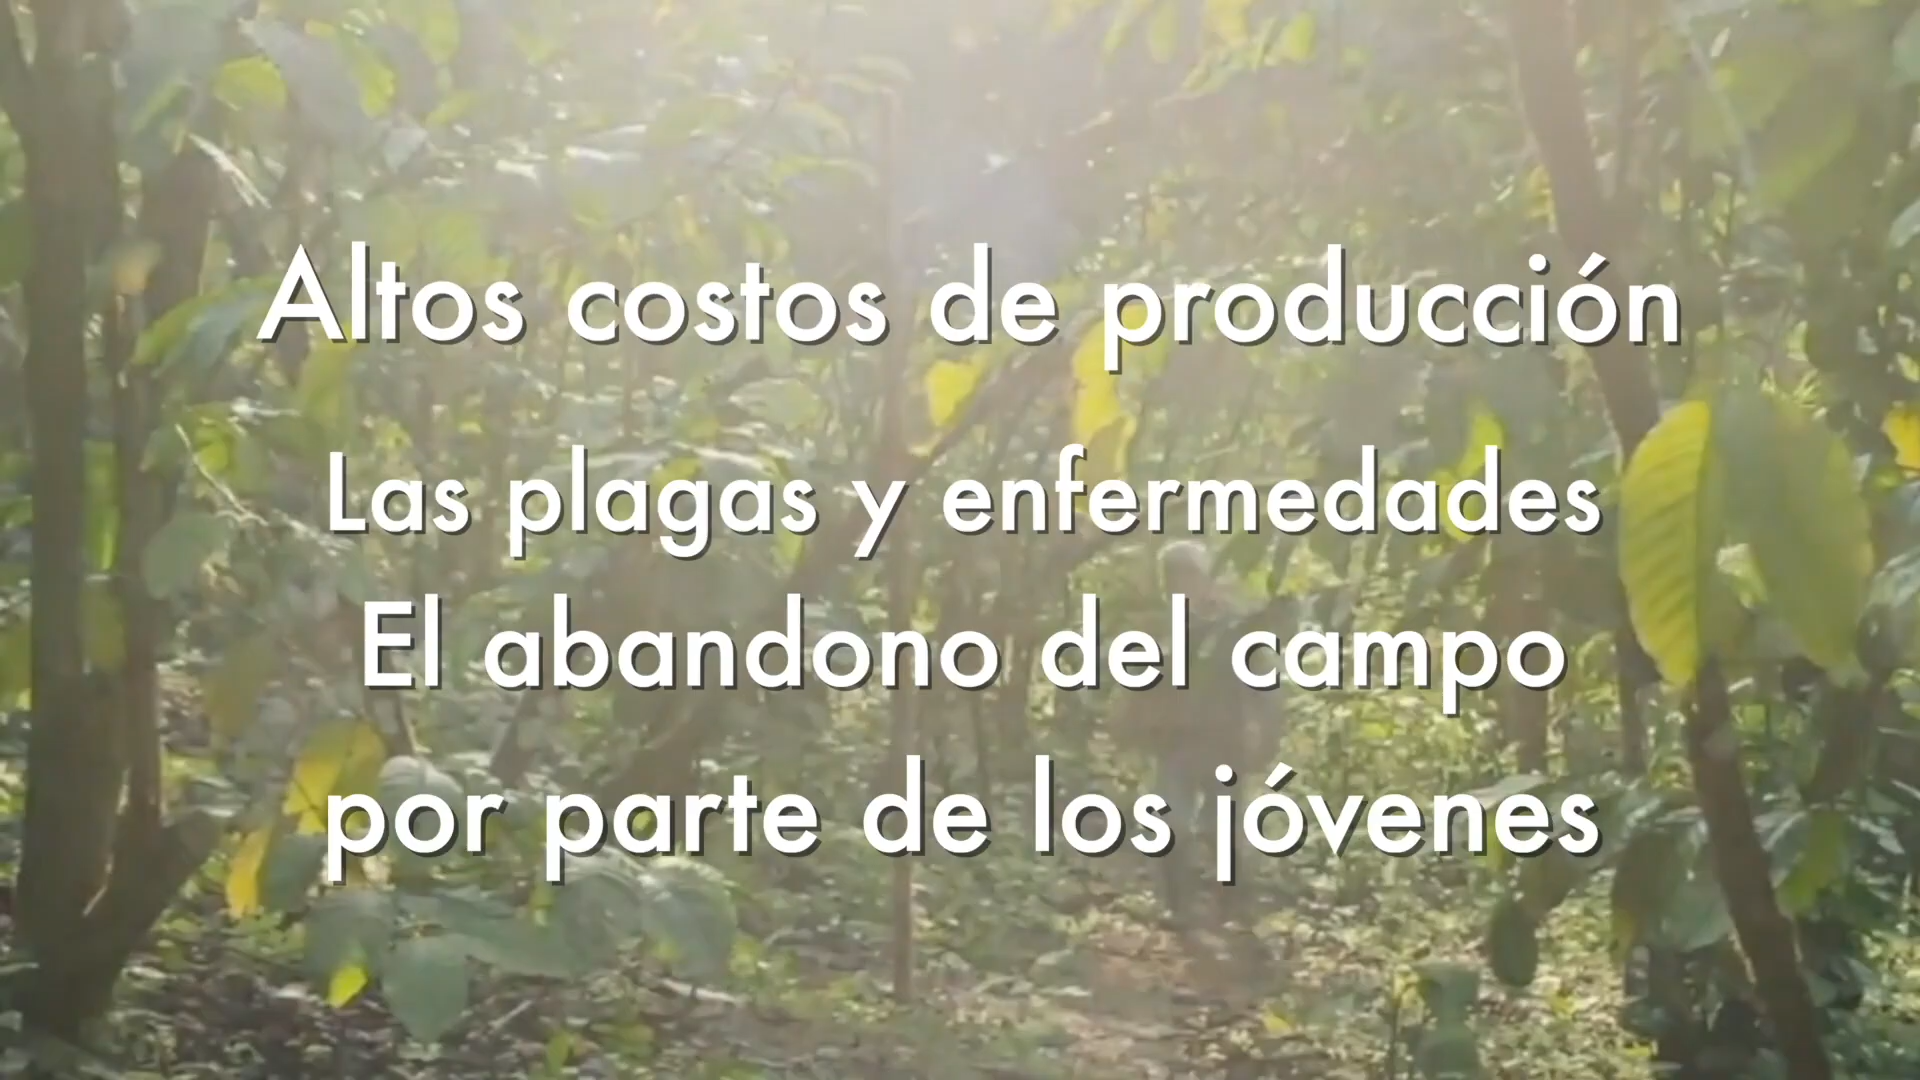 Altos costos de producción
Las plagas y enfermedades
El abandono del campo
por parte de los jóvenes